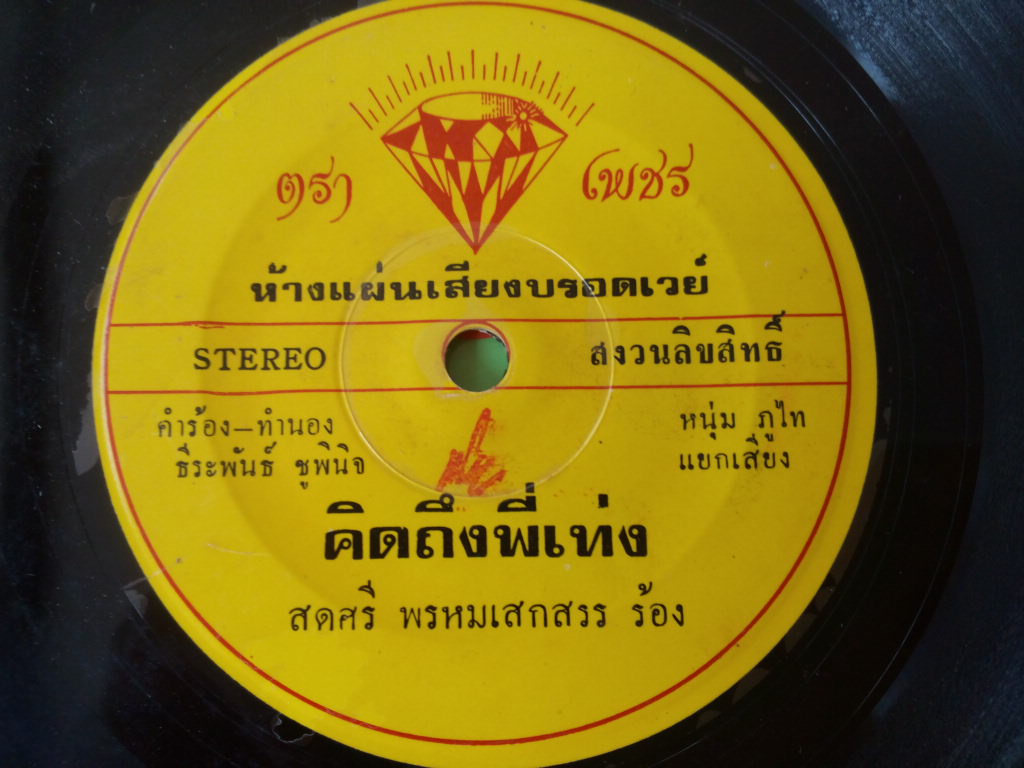 ตรา เพชร
ห้างแผ่นเสียงบรอดเวย์
STEREO สงวนลิขสิทธิ์
คำร้อง-ทำนอง หนุ่ม ภูไท
ธีระพันธ์ ชูพินิจ แยกเสียง
คิดถึงพี่เท่ง
สดศรี พรหมเสกสรร ร้อง